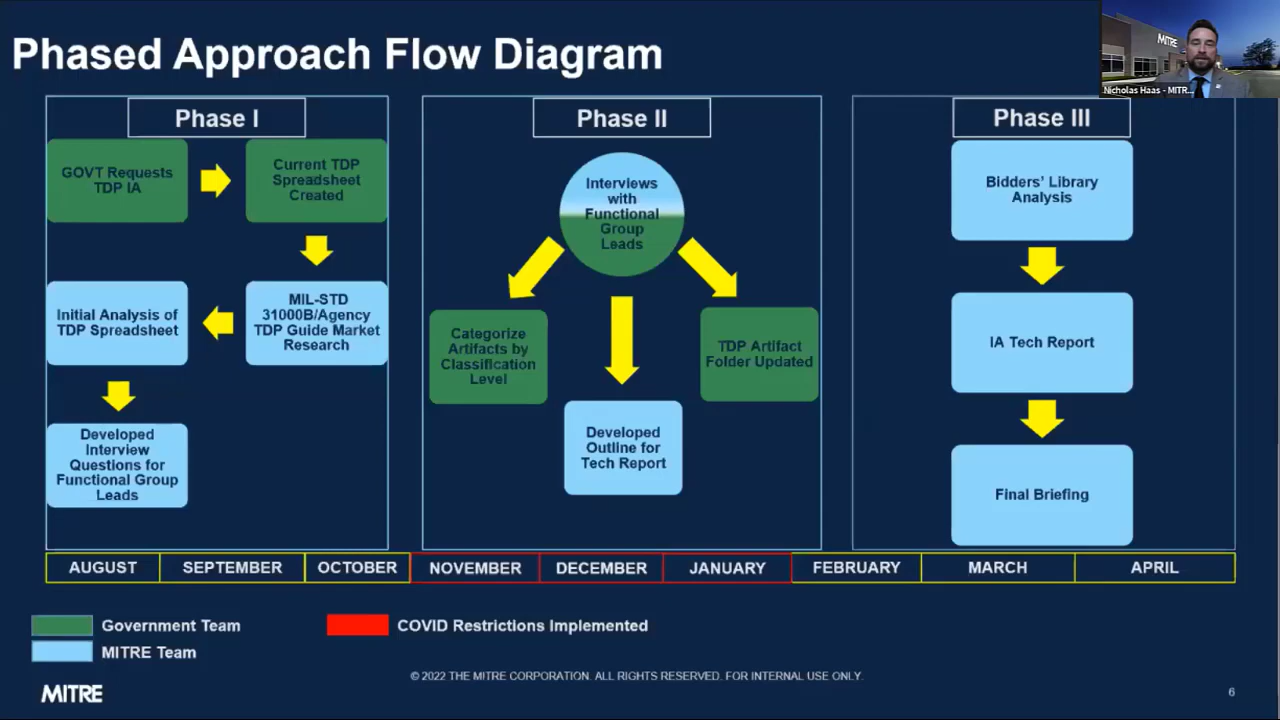 Phased Approach Flow Diagram
MITRE
Nicholas Haas - MITR...
Phase I
GOVT Requests
TDP IA
Current TDP
Spreadsheet
Created
Initial Analysis of
TDP Spreadsheet
MIL-STD
31000B/Agency
TDP Guide Market
Research
Developed
Interview
Questions for
Functional Group
Leads
Phase II
Interviews
with
Functional
Group
Leads
Categorize
Artifacts by
Classification
Level
TDP Artifact
Folder Updated
Developed
Outline for
Tech Report
Phase III
Bidders' Library
Analysis
IA Tech Report
Final Briefing
AUGUST SEPTEMBER OCTOBER NOVEMBER DECEMBER JANUARY FEBRUARY MARCH APRIL
Government Team
COVID Restrictions Implemented
MITRE Team
© 2022 THE MITRE CORPORATION. ALL RIGHTS RESERVED. FOR INTERNAL USE ONLY.
MITRE
6